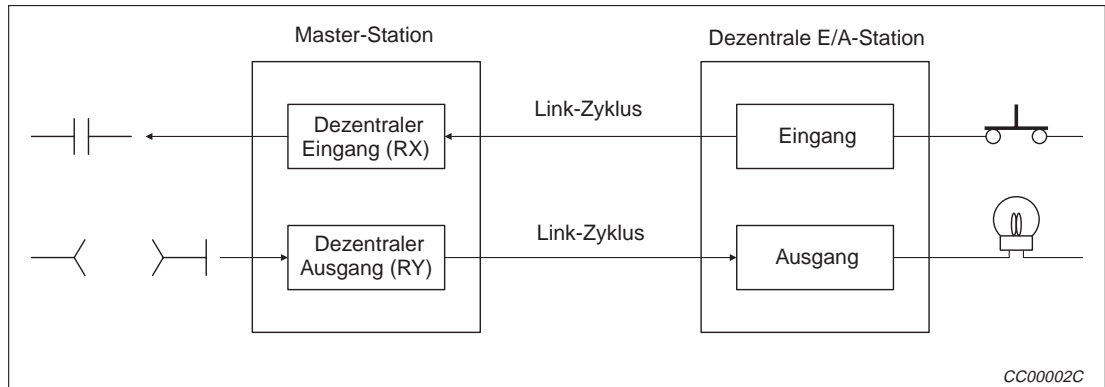 Master-Station
Dezentrale E/A-Station
Link-Zyklus
Dezentraler
Eingang (RX)
Eingang
Link-Zyklus
Dezentraler
Ausgang (RY)
Ausgang
CC00002C